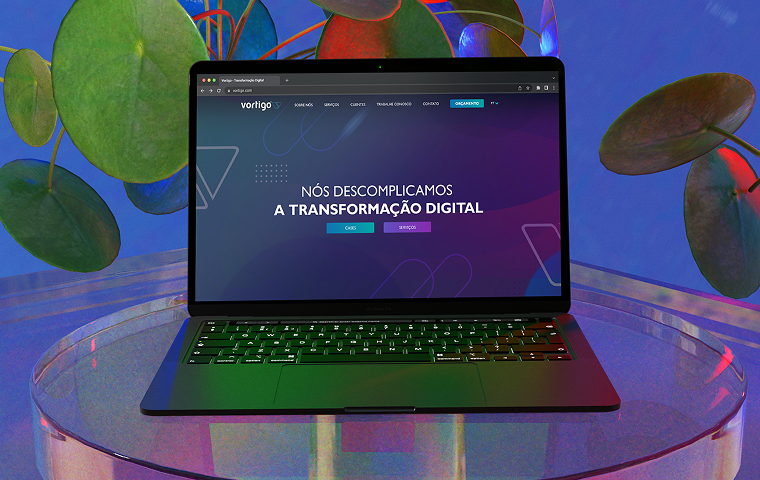 Vortigo - Transformação Digital
vortigo.com
vortigo
SOBRE NÓS
SERVIÇOS
CLIENTES
TRABALHE CONOSCO
CONTATO
ORÇAMENTO
PT
NÓS DESCOMPLICAMOS
A TRANSFORMAÇÃO DIGITAL
CASES
SERVIÇOS